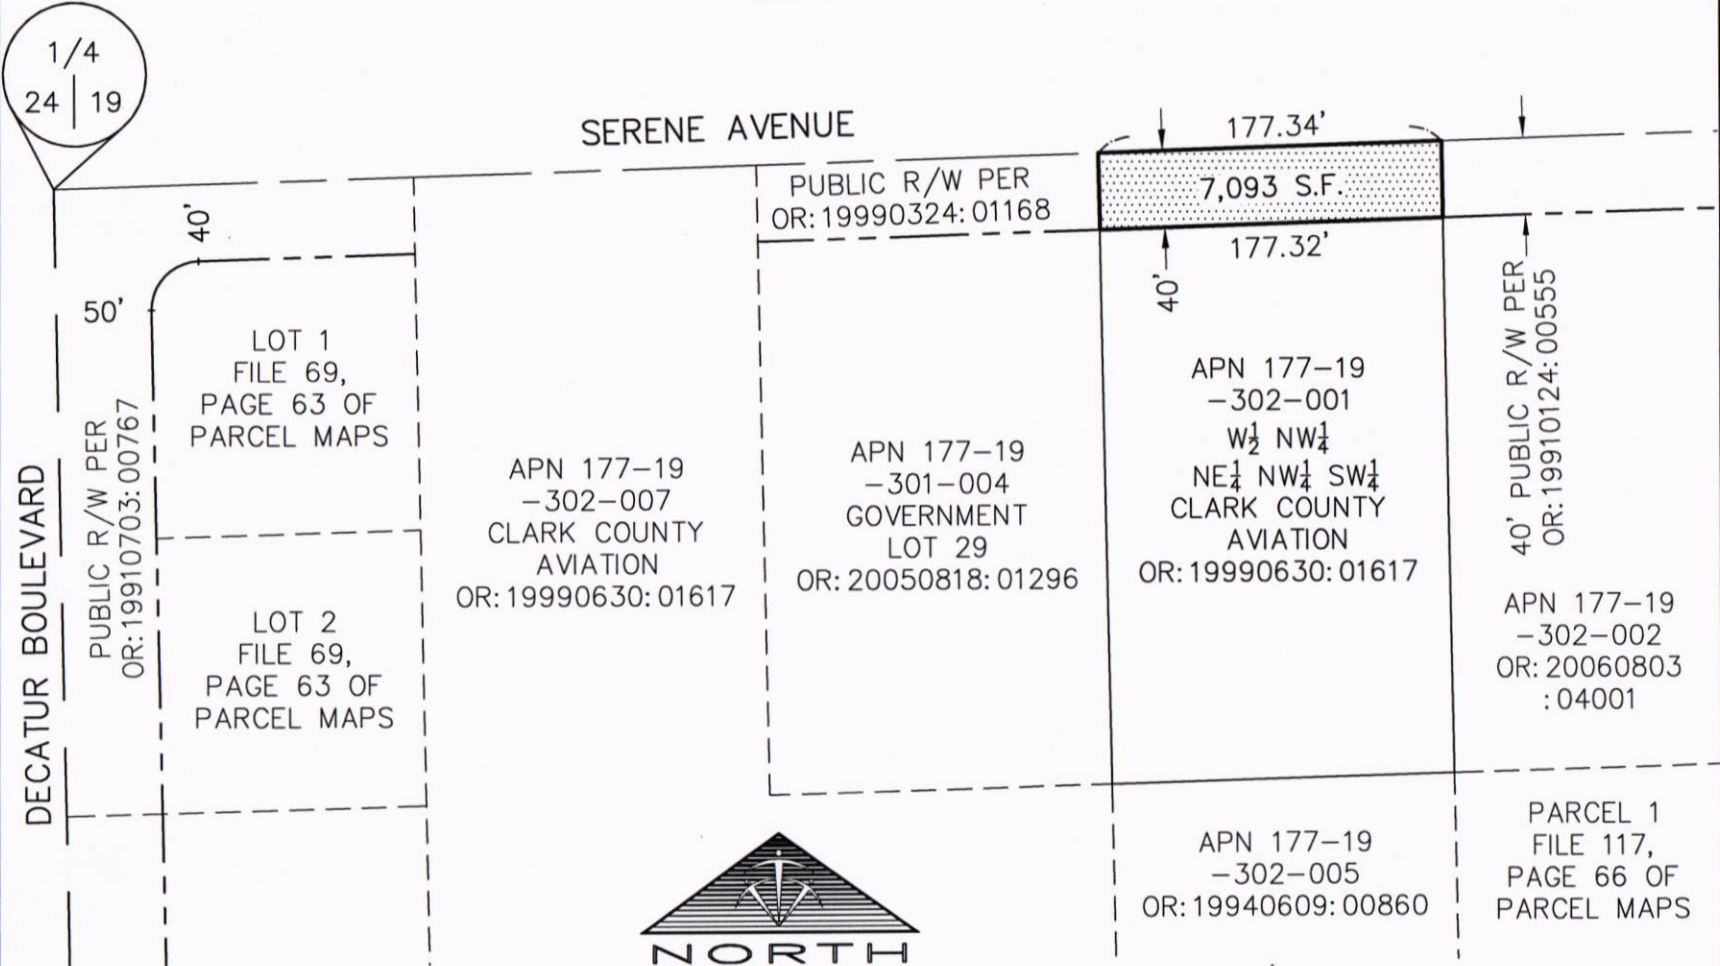 1/4
24 | 19
SERENE AVENUE
177.34'
PUBLIC R/W PER
OR:19990324:01168
7,093 S.F.
177.32'
40'
40'
50'
PUBLIC R/W PER
OR:19910703:00767
DECATUR BOULEVARD
LOT 1
FILE 69,
PAGE 63 OF
PARCEL MAPS
LOT 2
FILE 69,
PAGE 63 OF
PARCEL MAPS
APN 177-19
-302-007
CLARK COUNTY
AVIATION
OR:19990630:01617
APN 177-19
-301-004
GOVERNMENT
LOT 29
OR:20050818:01296
APN 177-19
-302-001
W½ NW¼
NE¼ NW¼ SW¼
CLARK COUNTY
AVIATION
OR:19990630:01617
40' PUBLIC R/W PER
OR:19910124:00555
APN 177-19
-302-002
OR:20060803
:04001
APN 177-19
-302-005
OR:19940609:00860
PARCEL 1
FILE 117,
PAGE 66 OF
PARCEL MAPS
NORTH